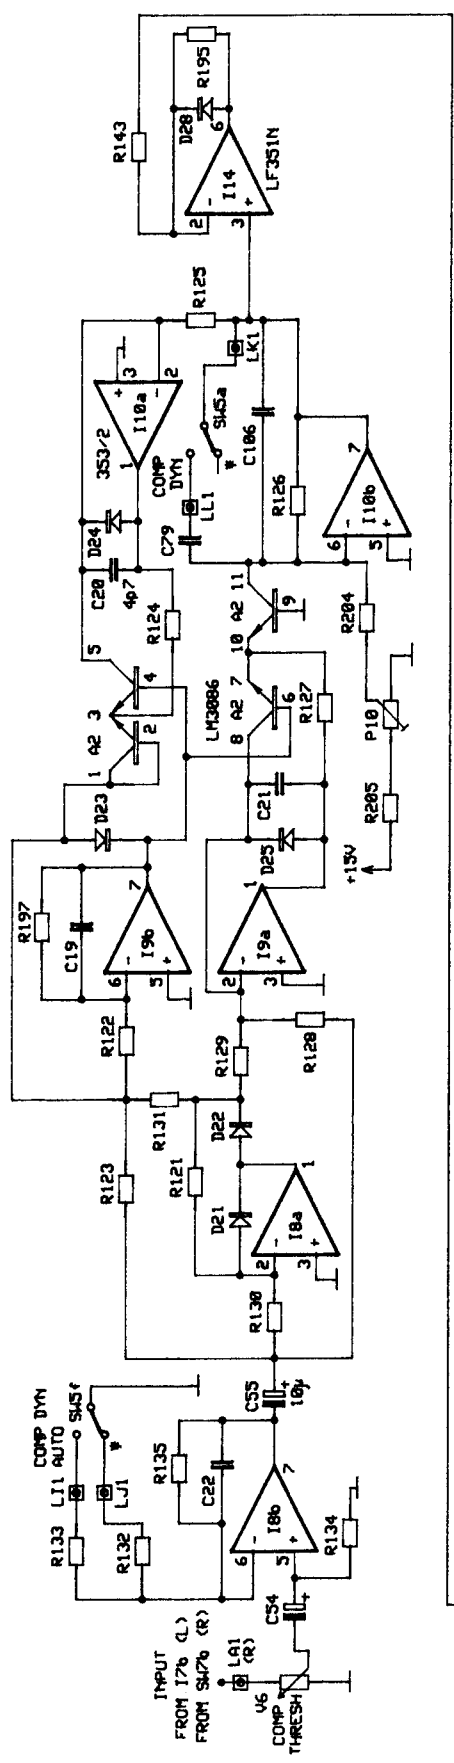 INPUT
FROM I7b (L)
FROM SW7b (R)
LA1
(R)
V6
COMP
THRESH
C54
+
R134
R133
R132
LI1
LJ1
COMP DYN
AUTO
SW5f
*
R135
C22
6
-
5
+
I8b
7
C55
+
10µ
R130
2
-
3
+
I8a
1
D21
D22
R121
R131
R123
R122
R129
R128
R197
C19
6
-
5
+
I9b
7
2
-
3
+
I9a
1
D23
D25
C21
R127
+15V
R205
P10
R204
1
A2
2
3
4
5
LM3086
8
A2
7
6
10
A2
11
9
R124
C20
4p7
D24
353/2
1
I10a
+
3
-
2
C79
LL1
COMP
DYN
*
SW5a
LK1
C106
R126
R125
6
-
5
+
I10b
7
2
-
3
+
I14
6
LF351N
D28
R195
R143